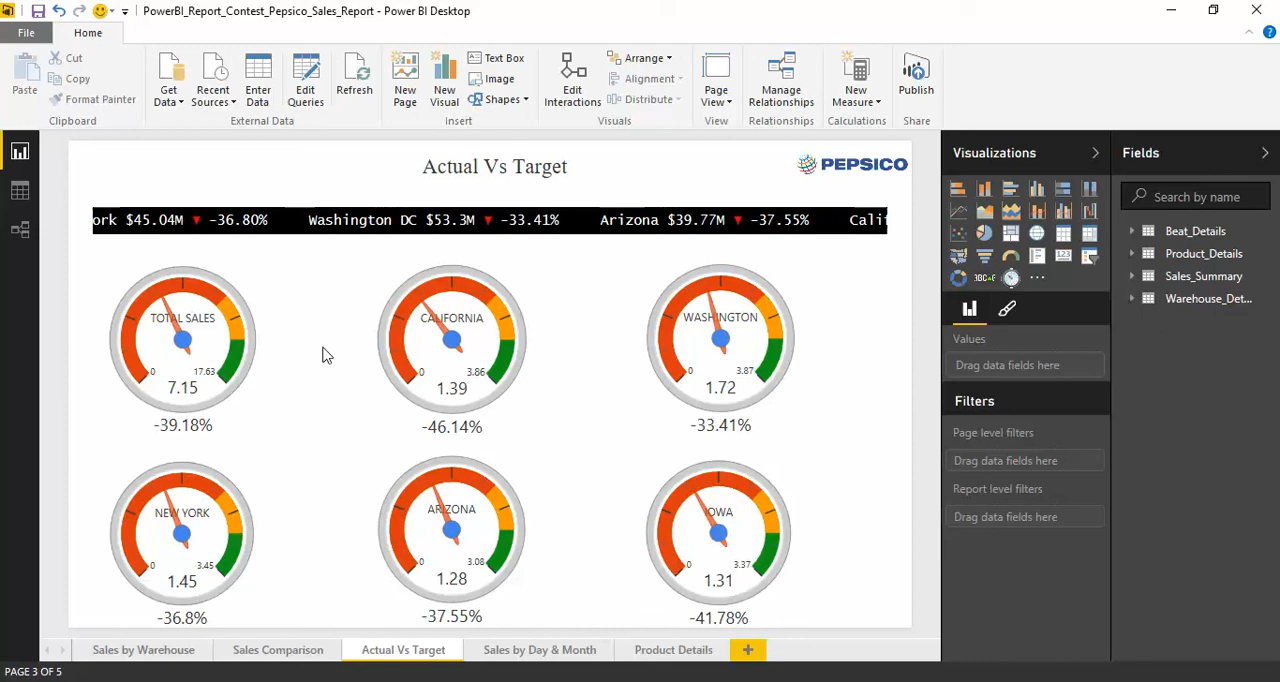 PowerBI_Report_Contest_Pepsico_Sales_Report - Power BI Desktop
File
Home
Paste
Cut
Copy
Format Painter
Clipboard
Get Data
Recent Sources
Enter Data
Edit Queries
Refresh
External Data
New Page
New Visual
Text Box
Image
Shapes
Insert
Edit Interactions
Arrange
Alignment
Distribute
Visuals
Page View
View
Manage Relationships
Relationships
New Measure
Calculations
Publish
Share
Actual Vs Target
PEPSICO
ork $45.04M ▼ -36.80% Washington DC $53.3M ▼ -33.41% Arizona $39.77M ▼ -37.55% Calif
TOTAL SALES
0 17.63
7.15
-39.18%
CALIFORNIA
0 3.86
1.39
-46.14%
WASHINGTON
0 3.87
1.72
-33.41%
NEW YORK
0 3.45
1.45
-36.8%
ARIZONA
0 3.08
1.28
-37.55%
IOWA
0 3.37
1.31
-41.78%
Visualizations
123
ABC
Values
Drag data fields here
Filters
Page level filters
Drag data fields here
Report level filters
Drag data fields here
Fields
Search by name
Beat_Details
Product_Details
Sales_Summary
Warehouse_Det...
Sales by Warehouse
Sales Comparison
Actual Vs Target
Sales by Day & Month
Product Details
PAGE 3 OF 5